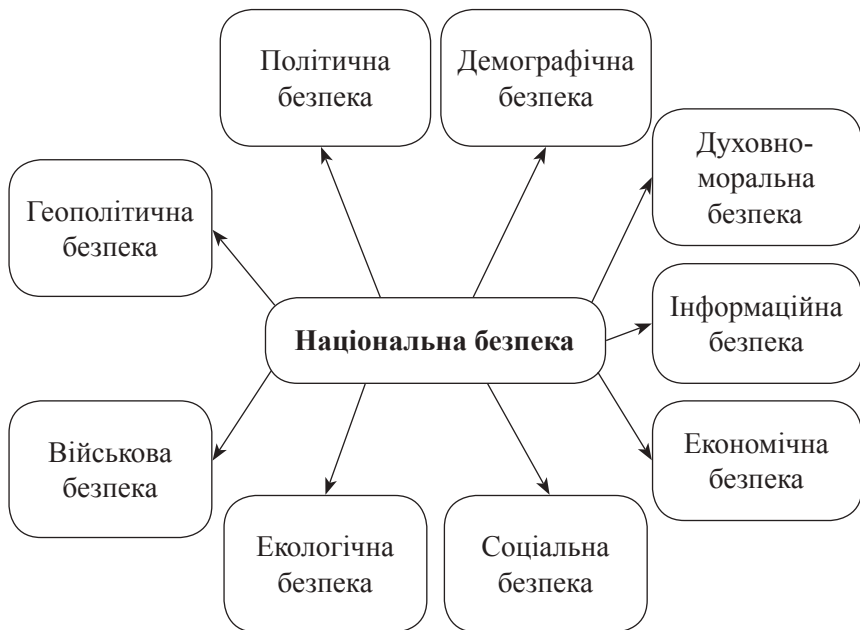 Політична
безпека
Демографічна
безпека
Духовно-
моральна
безпека
Геополітична
безпека
Інформаційна
безпека
Національна безпека
Військова
безпека
Економічна
безпека
Екологічна
безпека
Соціальна
безпека